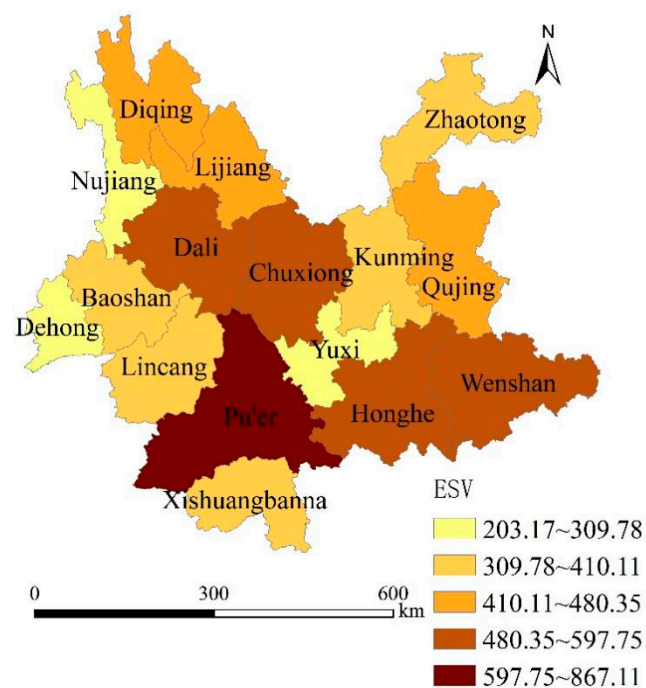 N
Diqing
Zhaotong
Lijiang
Nujiang
Dali
Kunming
Chuxiong
Baoshan
Qujing
Dehong
Yuxi
Lincang
Wenshan
Pu'er
Honghe
Xishuangbanna
ESV
203.17~309.78
309.78~410.11
410.11~480.35
480.35~597.75
597.75~867.11
0 300 600
km